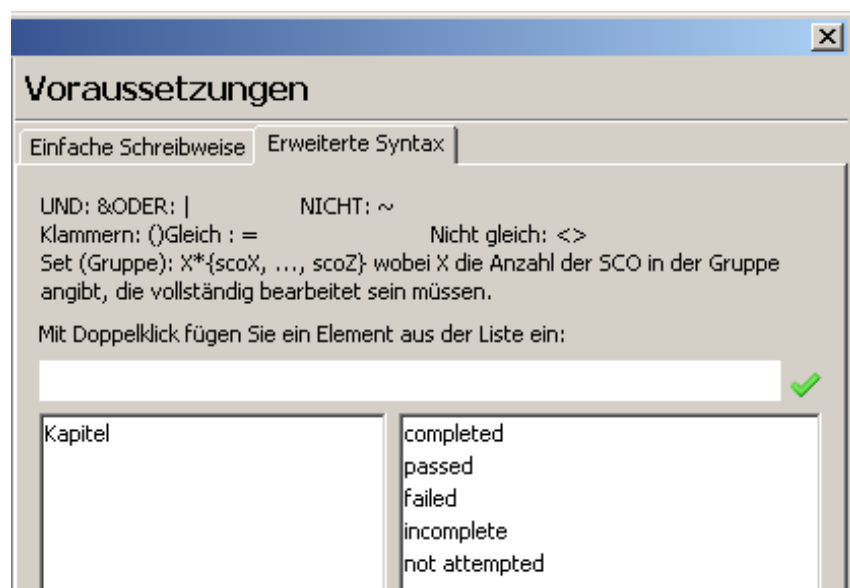 Voraussetzungen
Einfache Schreibweise Erweiterte Syntax
UND: &ODER: | NICHT: ~
Klammern: ()Gleich : = Nicht gleich: <>
Set (Gruppe): X*{scoX, ..., scoZ} wobei X die Anzahl der SCO in der Gruppe
angibt, die vollständig bearbeitet sein müssen.
Mit Doppelklick fügen Sie ein Element aus der Liste ein:
Kapitel
completed
passed
failed
incomplete
not attempted